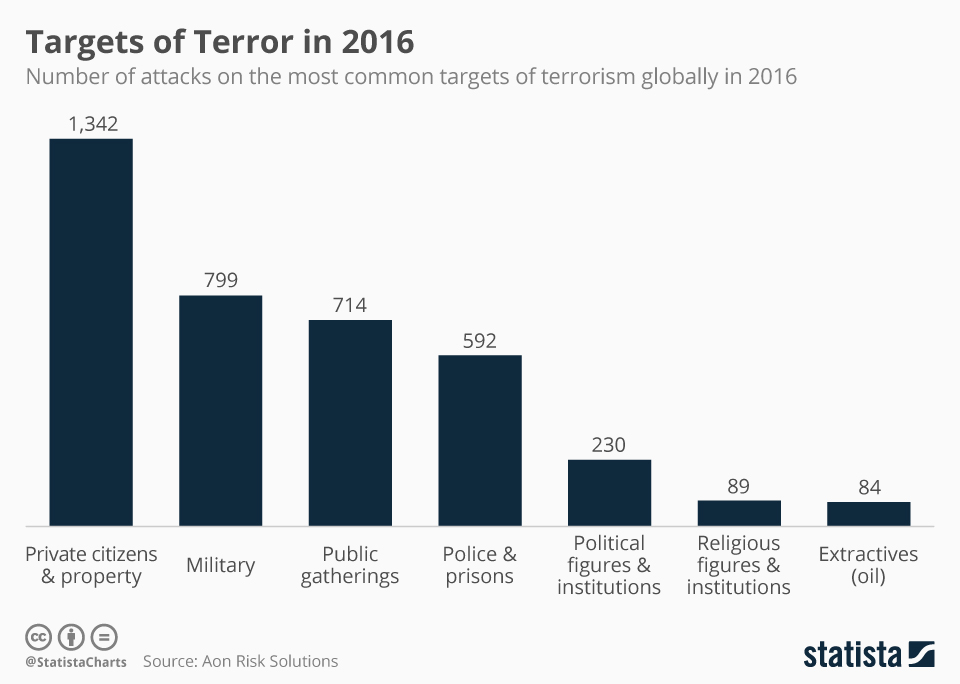 Targets of Terror in 2016
Number of attacks on the most common targets of terrorism globally in 2016
1,342
799
714
592
230
89
84
Private citizens
& property
Military
Public
gatherings
Police &
prisons
Political
figures &
institutions
Religious
figures &
institutions
Extractives
(oil)
cc
=
@StatistaCharts
Source: Aon Risk Solutions
statista